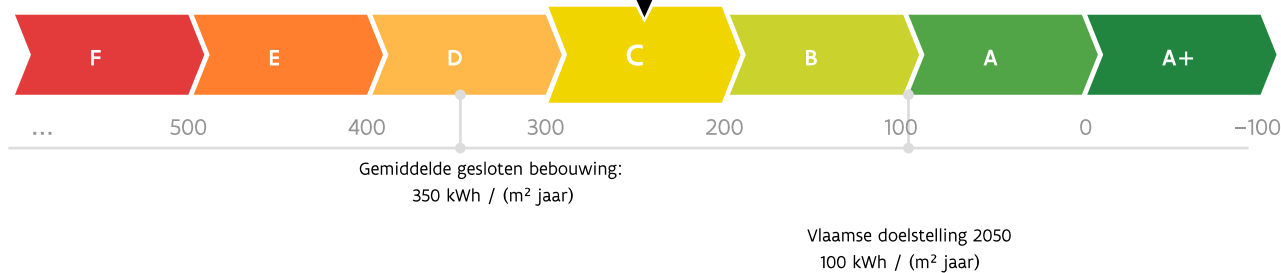 F E D C B A A+
... 500 400 300 200 100 0 −100
Gemiddelde gesloten bebouwing:
350 kWh / (m² jaar)
Vlaamse doelstelling 2050
100 kWh / (m² jaar)